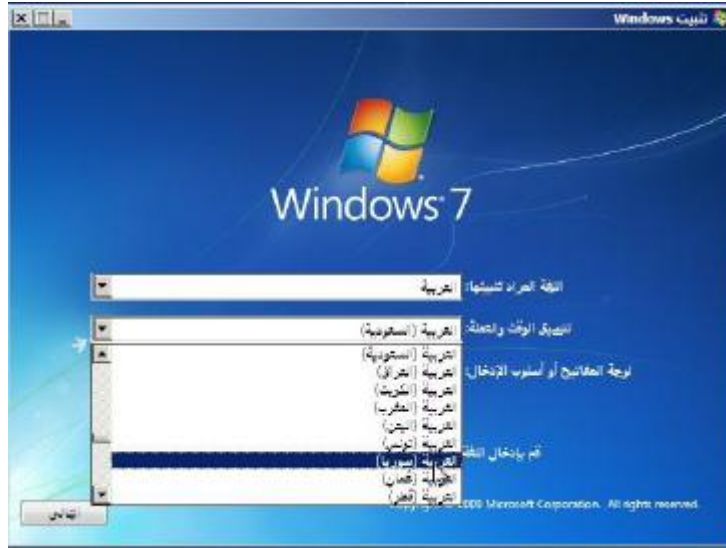 تثبيت Windows
Windows 7
اللغة المراد تثبيتها: العربية
تنسيق الوقت والعملة: العربية (السعودية)
العربية (السعودية)
لوحة المفاتيح أو أسلوب الإدخال: العربية (العراق)
العربية (الكويت)
العربية (المغرب)
العربية (اليمن)
العربية (تونس)
قم بإدخال اللغة
العربية (سوريا)
العربية (عُمان)
العربية (قطر)
2009 Microsoft Corporation. All rights reserved.
التالي